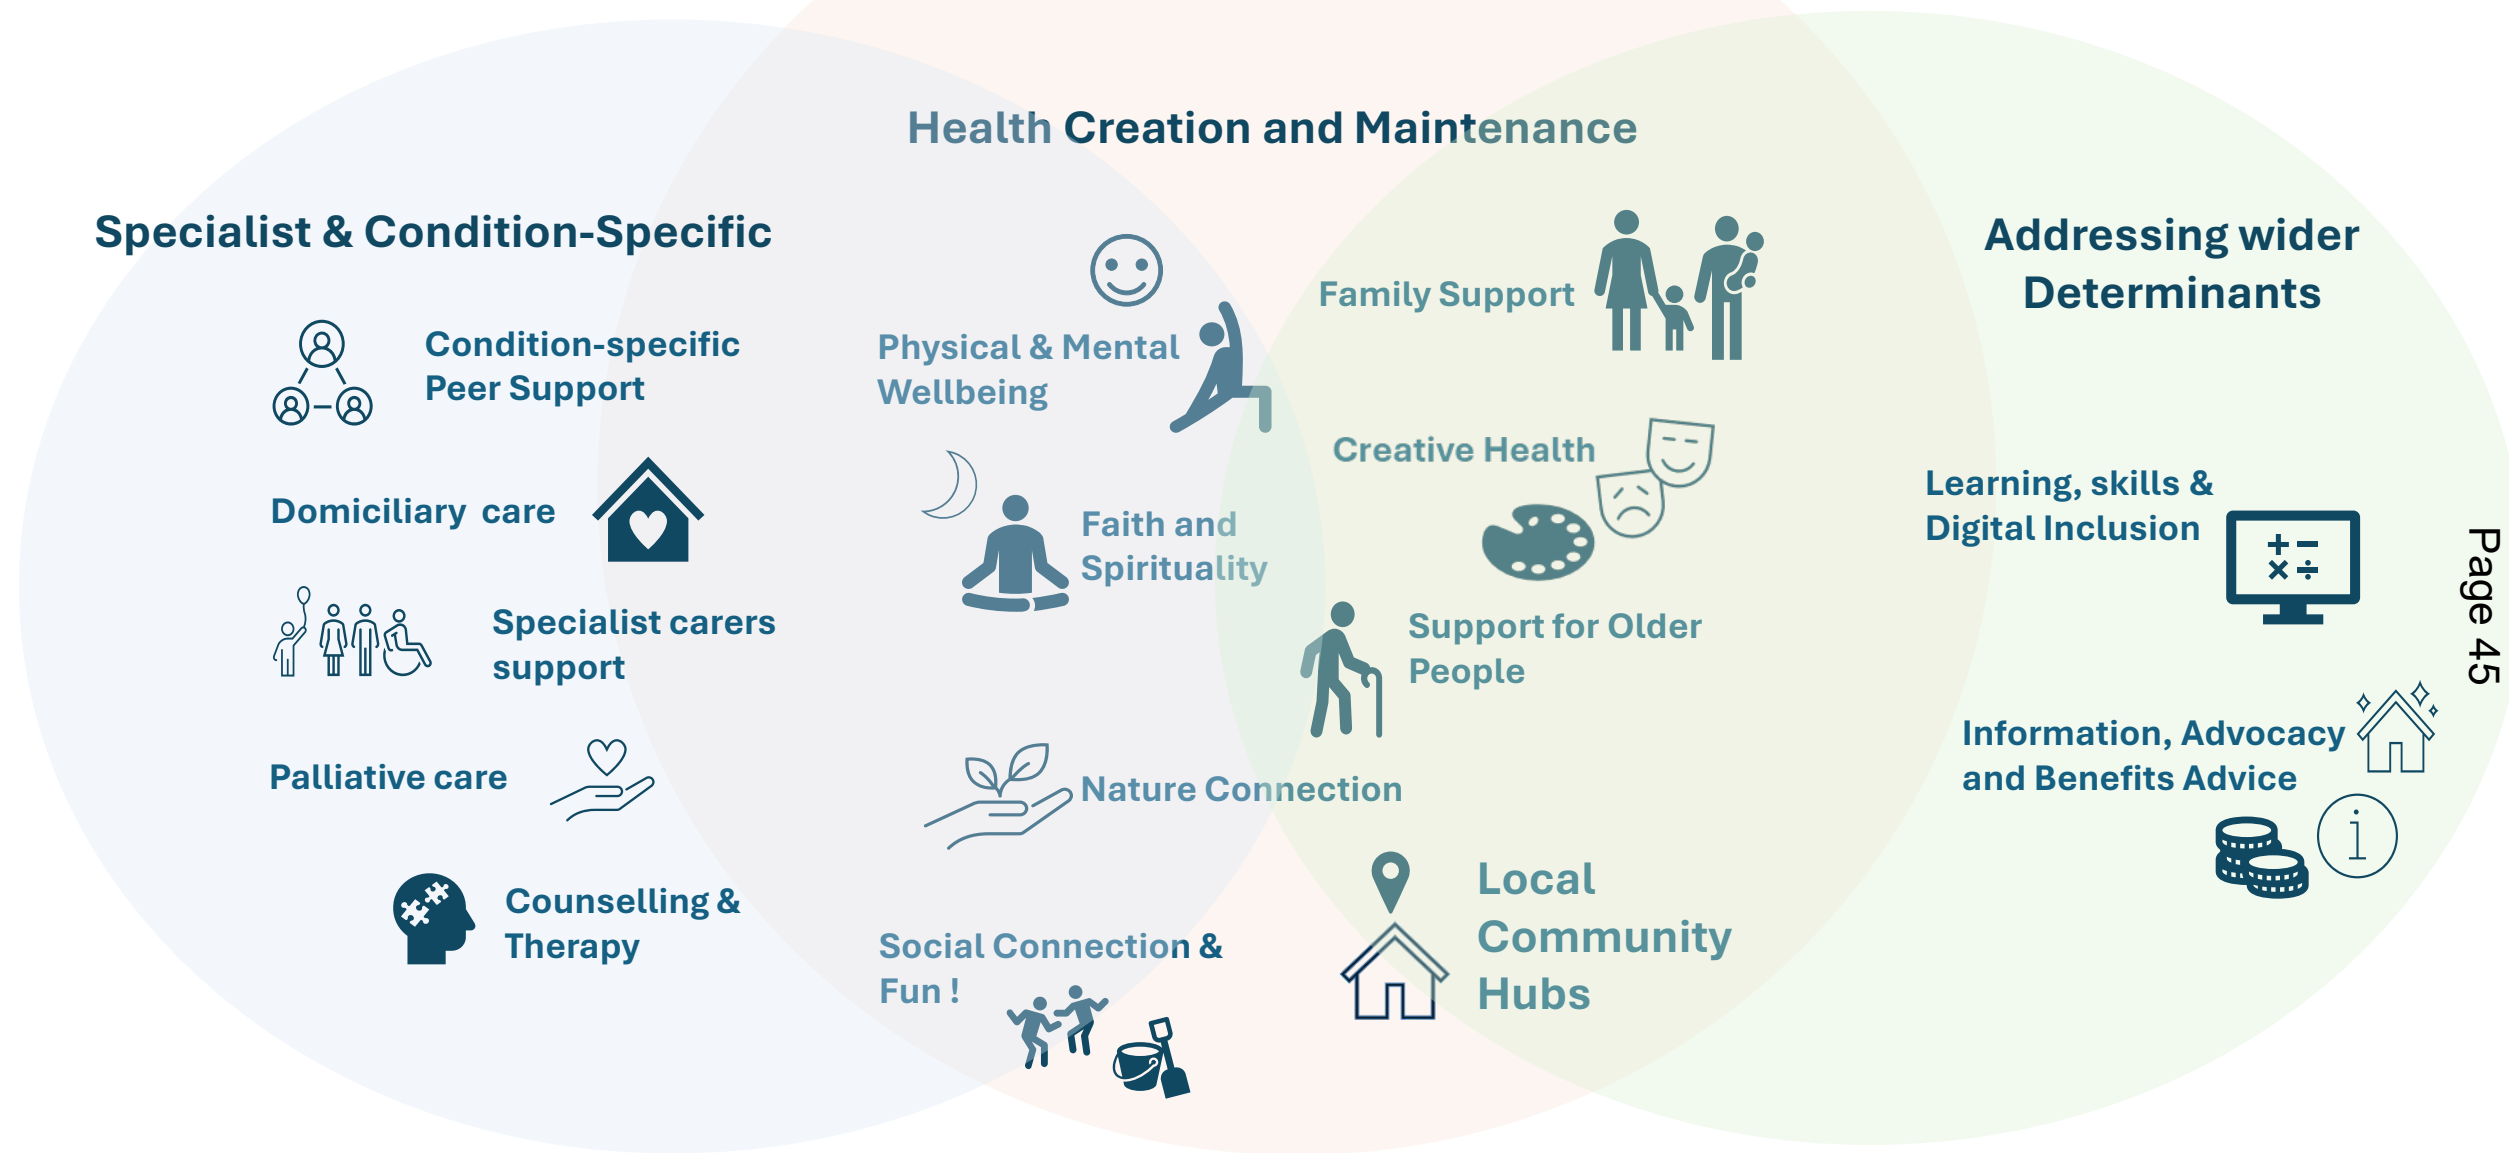 Health Creation and Maintenance
Specialist & Condition-Specific
Condition-specific
Peer Support
Domiciliary care
Specialist carers
support
Palliative care
Counselling &
Therapy
Physical & Mental
Wellbeing
Faith and
Spirituality
Nature Connection
Social Connection &
Fun !
Family Support
Creative Health
Support for Older
People
Local
Community
Hubs
Addressing wider
Determinants
Learning, skills &
Digital Inclusion
Information, Advocacy
and Benefits Advice
i
Page 45